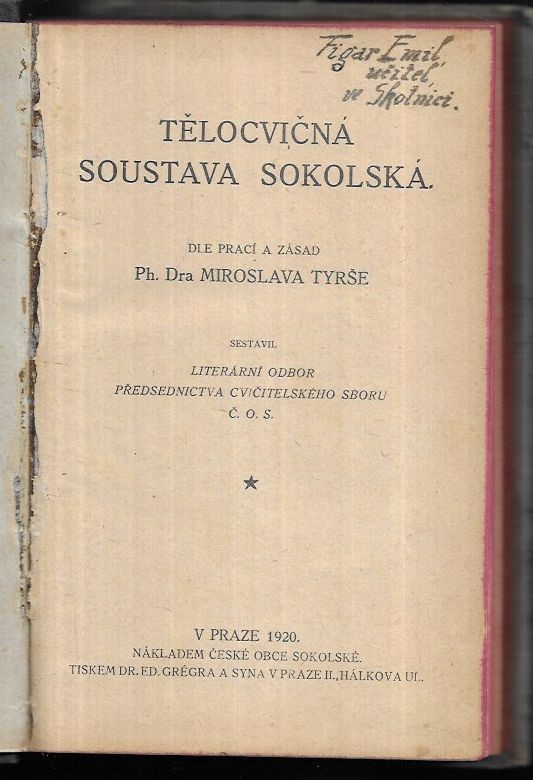 Figar Emil,
učitel,
ve Skotnici.
TĚLOCVIČNÁ
SOUSTAVA SOKOLSKÁ.
DLE PRACÍ A ZÁSAD
Ph. Dra MIROSLAVA TYRŠE
SESTAVIL
LITERÁRNÍ ODBOR
PŘEDSEDNICTVA CVIČITELSKÉHO SBORU
Č. O. S.
V PRAZE 1920.
NÁKLADEM ČESKÉ OBCE SOKOLSKÉ.
TISKEM DR. ED. GRÉGRA A SYNA V PRAZE II., HÁLKOVA UL.